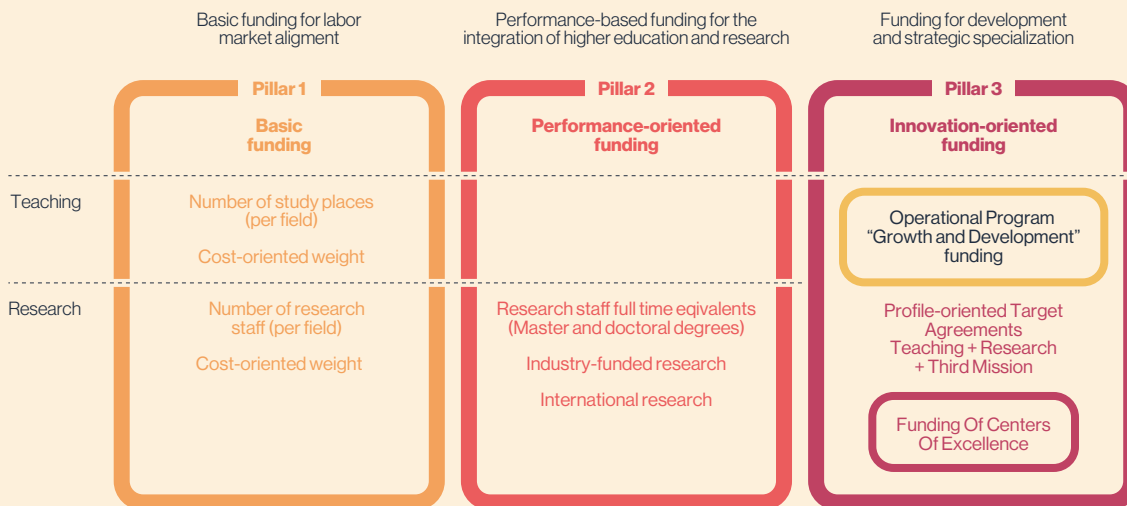 Basic funding for labor
market aligment
Performance-based funding for the
integration of higher education and research
Funding for development
and strategic specialization
Pillar 1
Basic
funding
Pillar 2
Performance-oriented
funding
Pillar 3
Innovation-oriented
funding
Teaching
Number of study places
(per field)
Cost-oriented weight
Operational Program
“Growth and Development”
funding
Research
Number of research
staff (per field)
Cost-oriented weight
Research staff full time eqivalents
(Master and doctoral degrees)
Industry-funded research
International research
Profile-oriented Target
Agreements
Teaching + Research
+ Third Mission
Funding Of Centers
Of Excellence